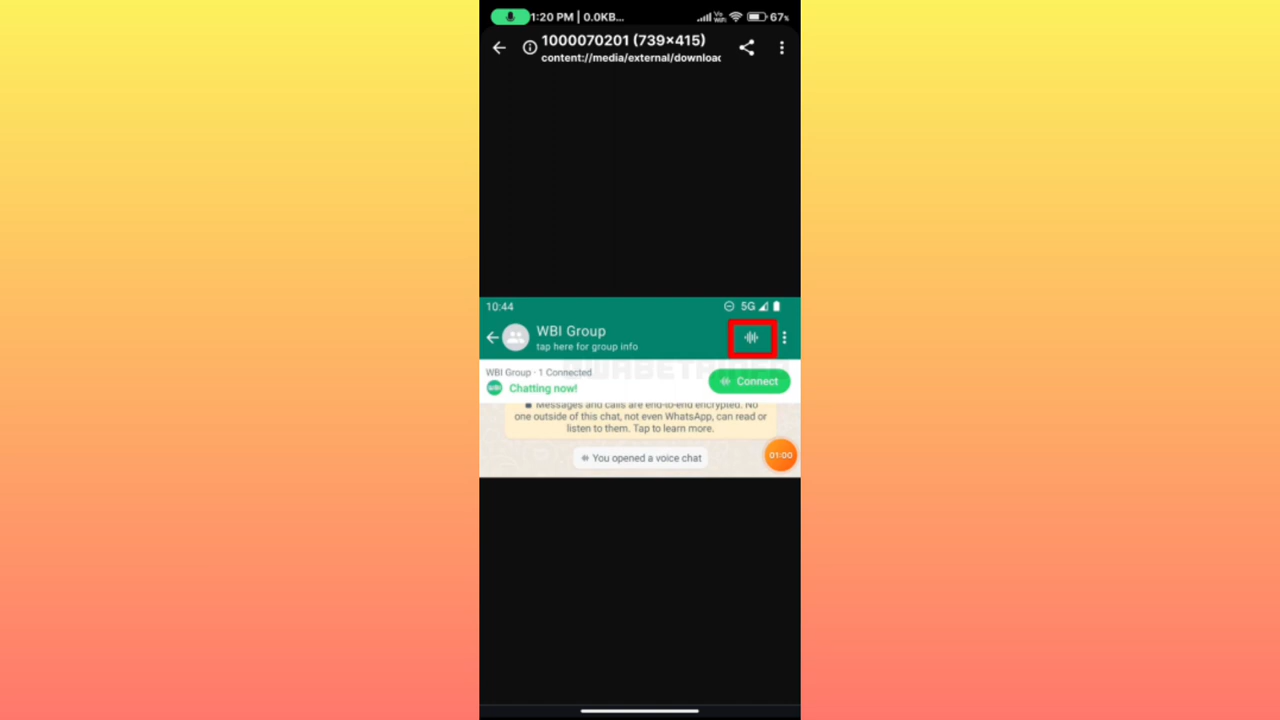 1:20 PM | 0.0KB... 67%
1000070201 (739×415)
content://media/external/downloac
10:44 5G
WBI Group
tap here for group info
WBI Group · 1 Connected
WBI Chatting now! Connect
Messages and calls are end-to-end encrypted. No
one outside of this chat, not even WhatsApp, can read or
listen to them. Tap to learn more.
You opened a voice chat
01:00